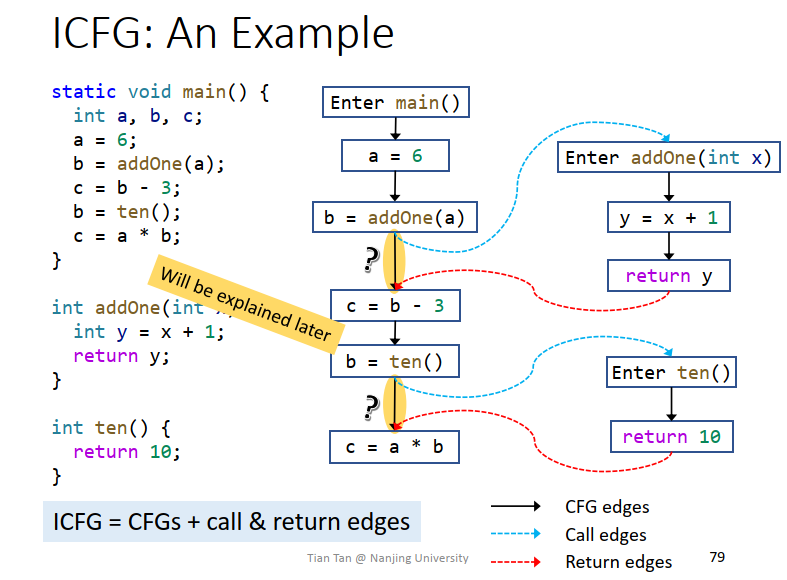 ICFG: An Example
static void main() {
int a, b, c;
a = 6;
b = addOne(a);
c = b - 3;
b = ten();
c = a * b;
}
int addOne(int x
int y = x + 1;
return y;
}
int ten() {
return 10;
}
Will be explained later
Enter main()
a = 6
b = addOne(a)
?
c = b - 3
b = ten()
?
c = a * b
Enter addOne(int x)
y = x + 1
return y
Enter ten()
return 10
ICFG = CFGs + call & return edges
CFG edges
Call edges
Return edges
Tian Tan @ Nanjing University
79